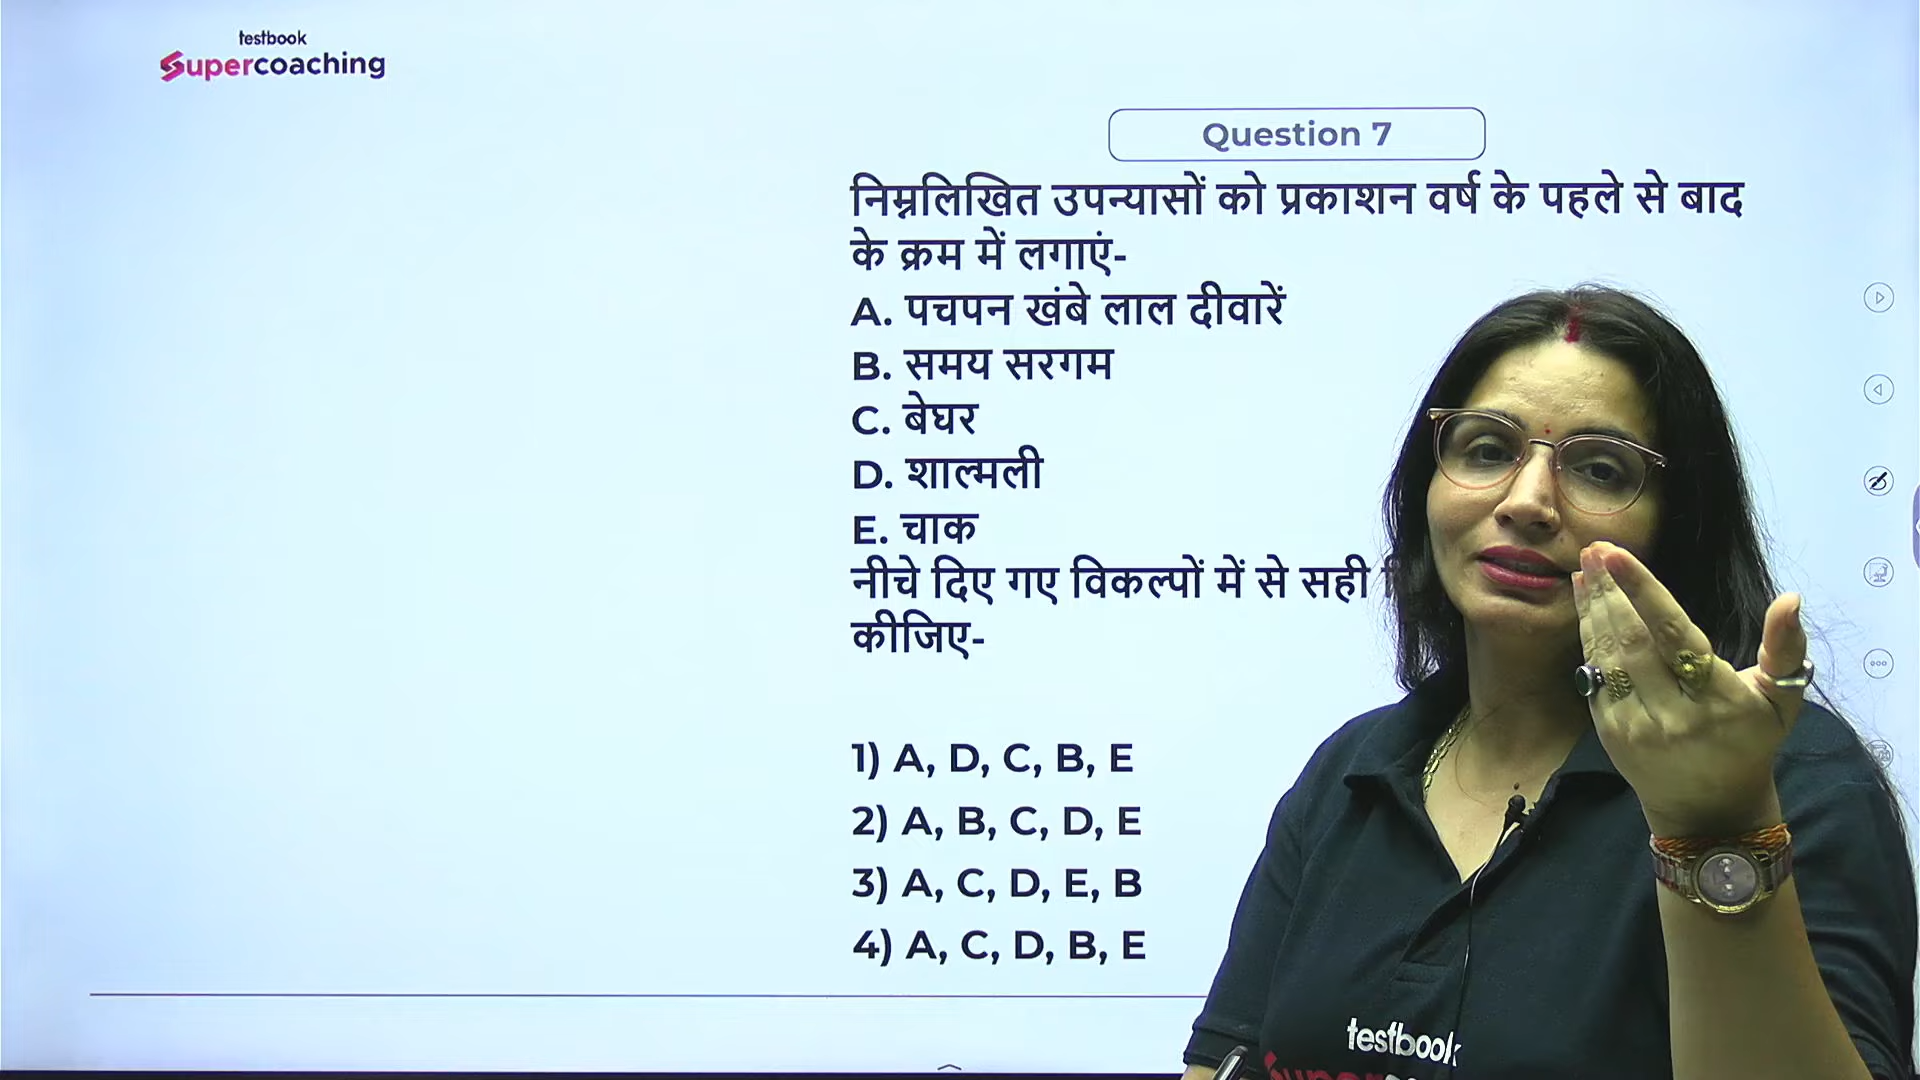 testbook
Supercoaching
Question 7
निम्नलिखित उपन्यासों को प्रकाशन वर्ष के पहले से बाद
के क्रम में लगाएं-
A. पचपन खंबे लाल दीवारें
B. समय सरगम
C. बेघर
D. शाल्मली
E. चाक
नीचे दिए गए विकल्पों में से सही
कीजिए-
1) A, D, C, B, E
2) A, B, C, D, E
3) A, C, D, E, B
4) A, C, D, B, E
testbook